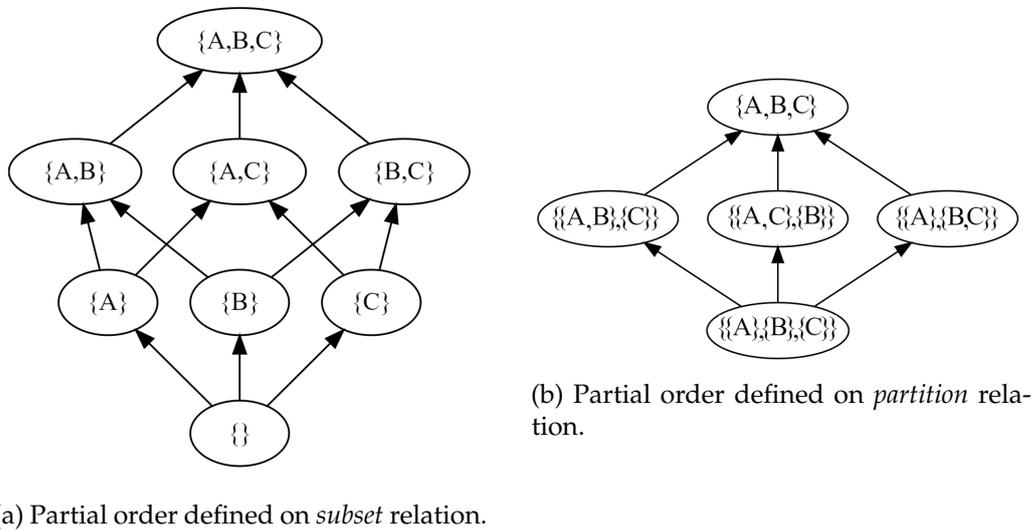 {A,B,C}
{A,B} {A,C} {B,C}
{A} {B} {C}
{}
a) Partial order defined on subset relation.
{A,B,C}
{{A,B},{C}} {{A,C},{B}} {{A},{B,C}}
{{A},{B},{C}}
(b) Partial order defined on partition rela-
tion.